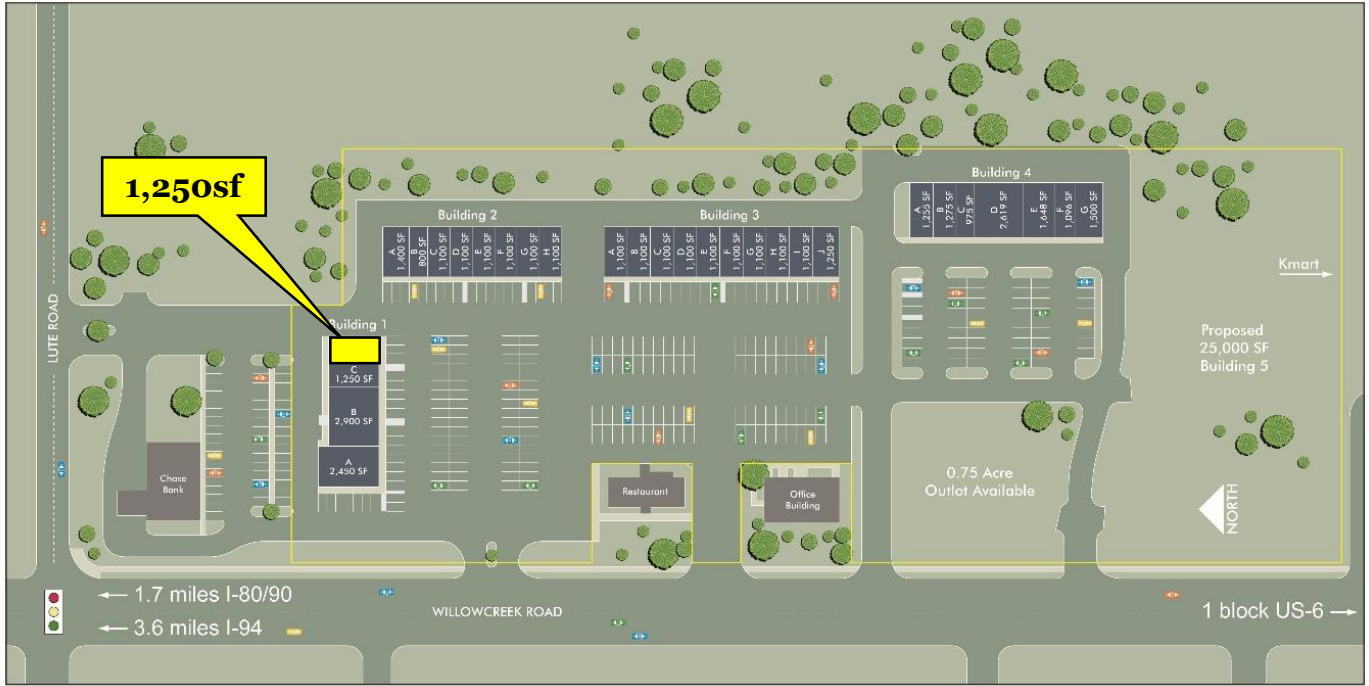 1,250sf
Building 1
C
1,250 SF
B
2,900 SF
A
2,450 SF
Building 2
A
1,400 SF
B
800 SF
C
1,100 SF
D
1,100 SF
E
1,100 SF
F
1,100 SF
G
1,100 SF
H
1,100 SF
Building 3
A
1,100 SF
B
1,100 SF
C
1,100 SF
D
1,100 SF
E
1,100 SF
F
1,100 SF
G
1,100 SF
H
1,100 SF
I
1,100 SF
J
1,250 SF
Building 4
A
1,255 SF
B
1,275 SF
C
975 SF
D
2,619 SF
E
1,648 SF
F
1,096 SF
G
1,500 SF
Kmart
Proposed
25,000 SF
Building 5
LUTE ROAD
Chase
Bank
Restaurant
Office
Building
0.75 Acre
Outlot Available
NORTH
1.7 miles I-80/90
3.6 miles I-94
WILLOWCREEK ROAD
1 block US-6